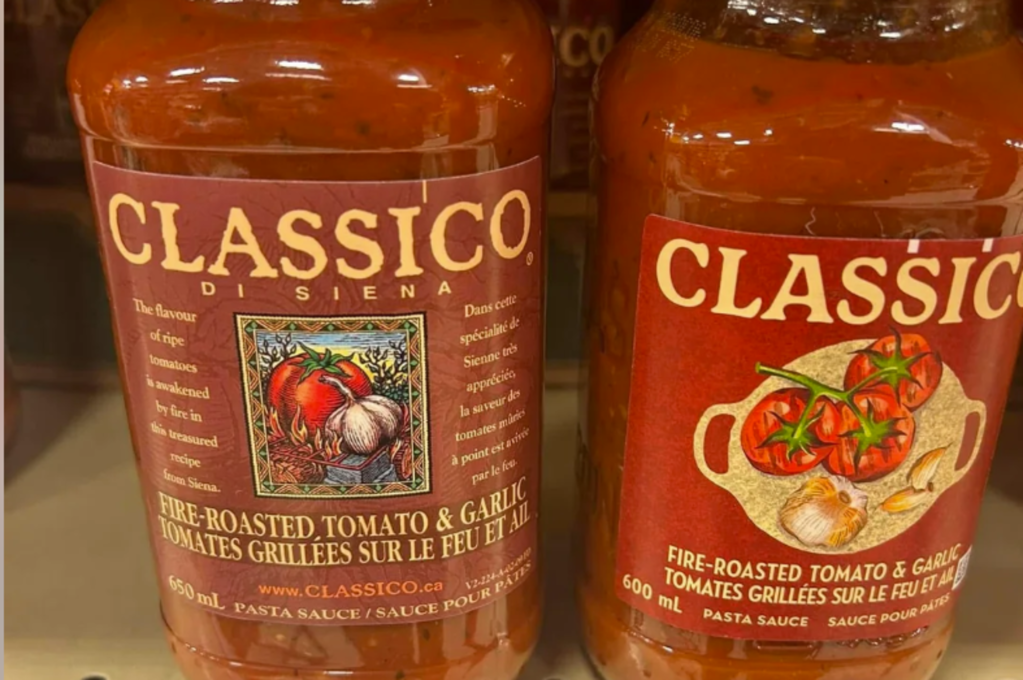 CLASSICO®
DI SIENA
The flavour
of ripe
tomatoes
is awakened
by fire in
this treasured
recipe
from Siena.
Dans cette
spécialité de
Sienne très
appréciée,
la saveur des
tomates mûries
à point est avivée
par le feu.
FIRE-ROASTED TOMATO & GARLIC
TOMATES GRILLÉES SUR LE FEU ET AIL
www.CLASSICO.ca
650 mL PASTA SAUCE / SAUCE POUR PÂTES
CLASSIC
FIRE-ROASTED TOMATO & GARLIC
TOMATES GRILLÉES SUR LE FEU ET AIL
600 mL PASTA SAUCE SAUCE POUR PÂTES